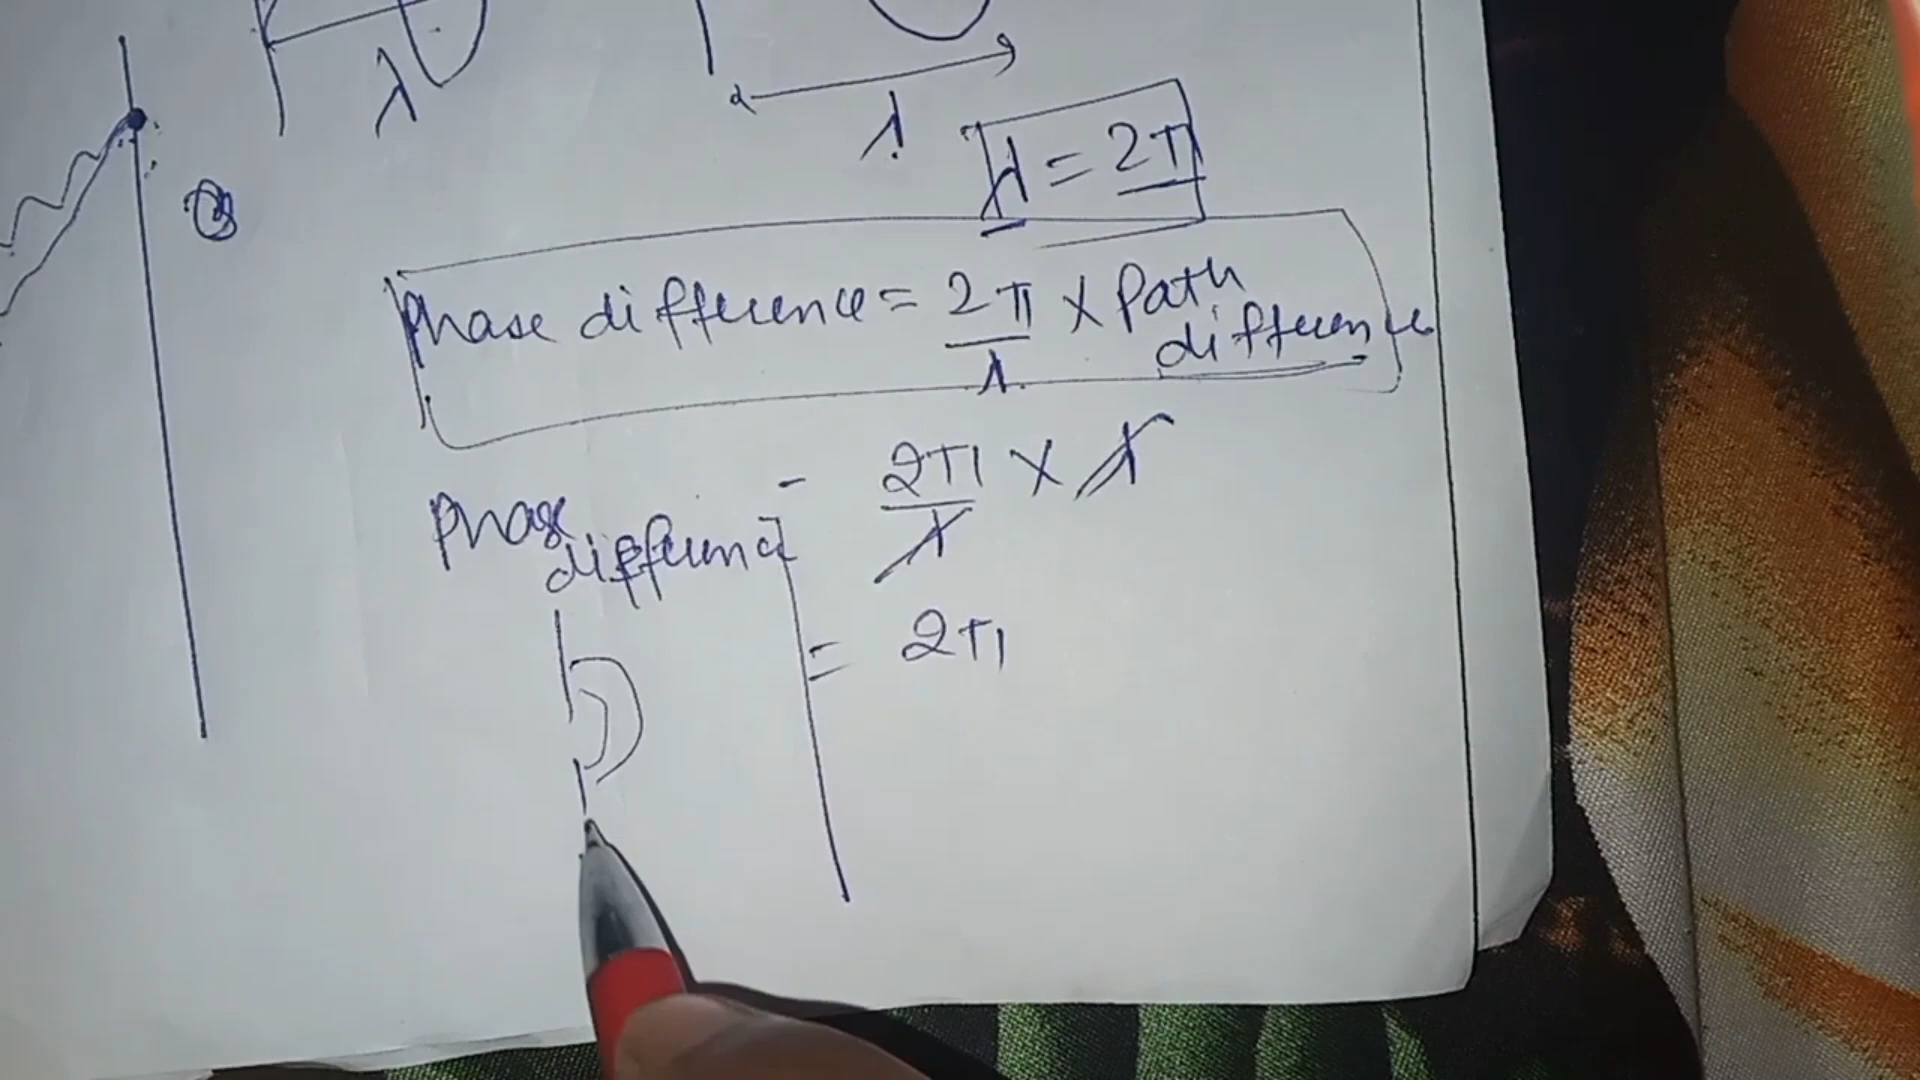 λ
λ
λ = 2π
Phase difference = 2π/λ × Path difference
Phase difference = 2π/λ × λ
= 2π